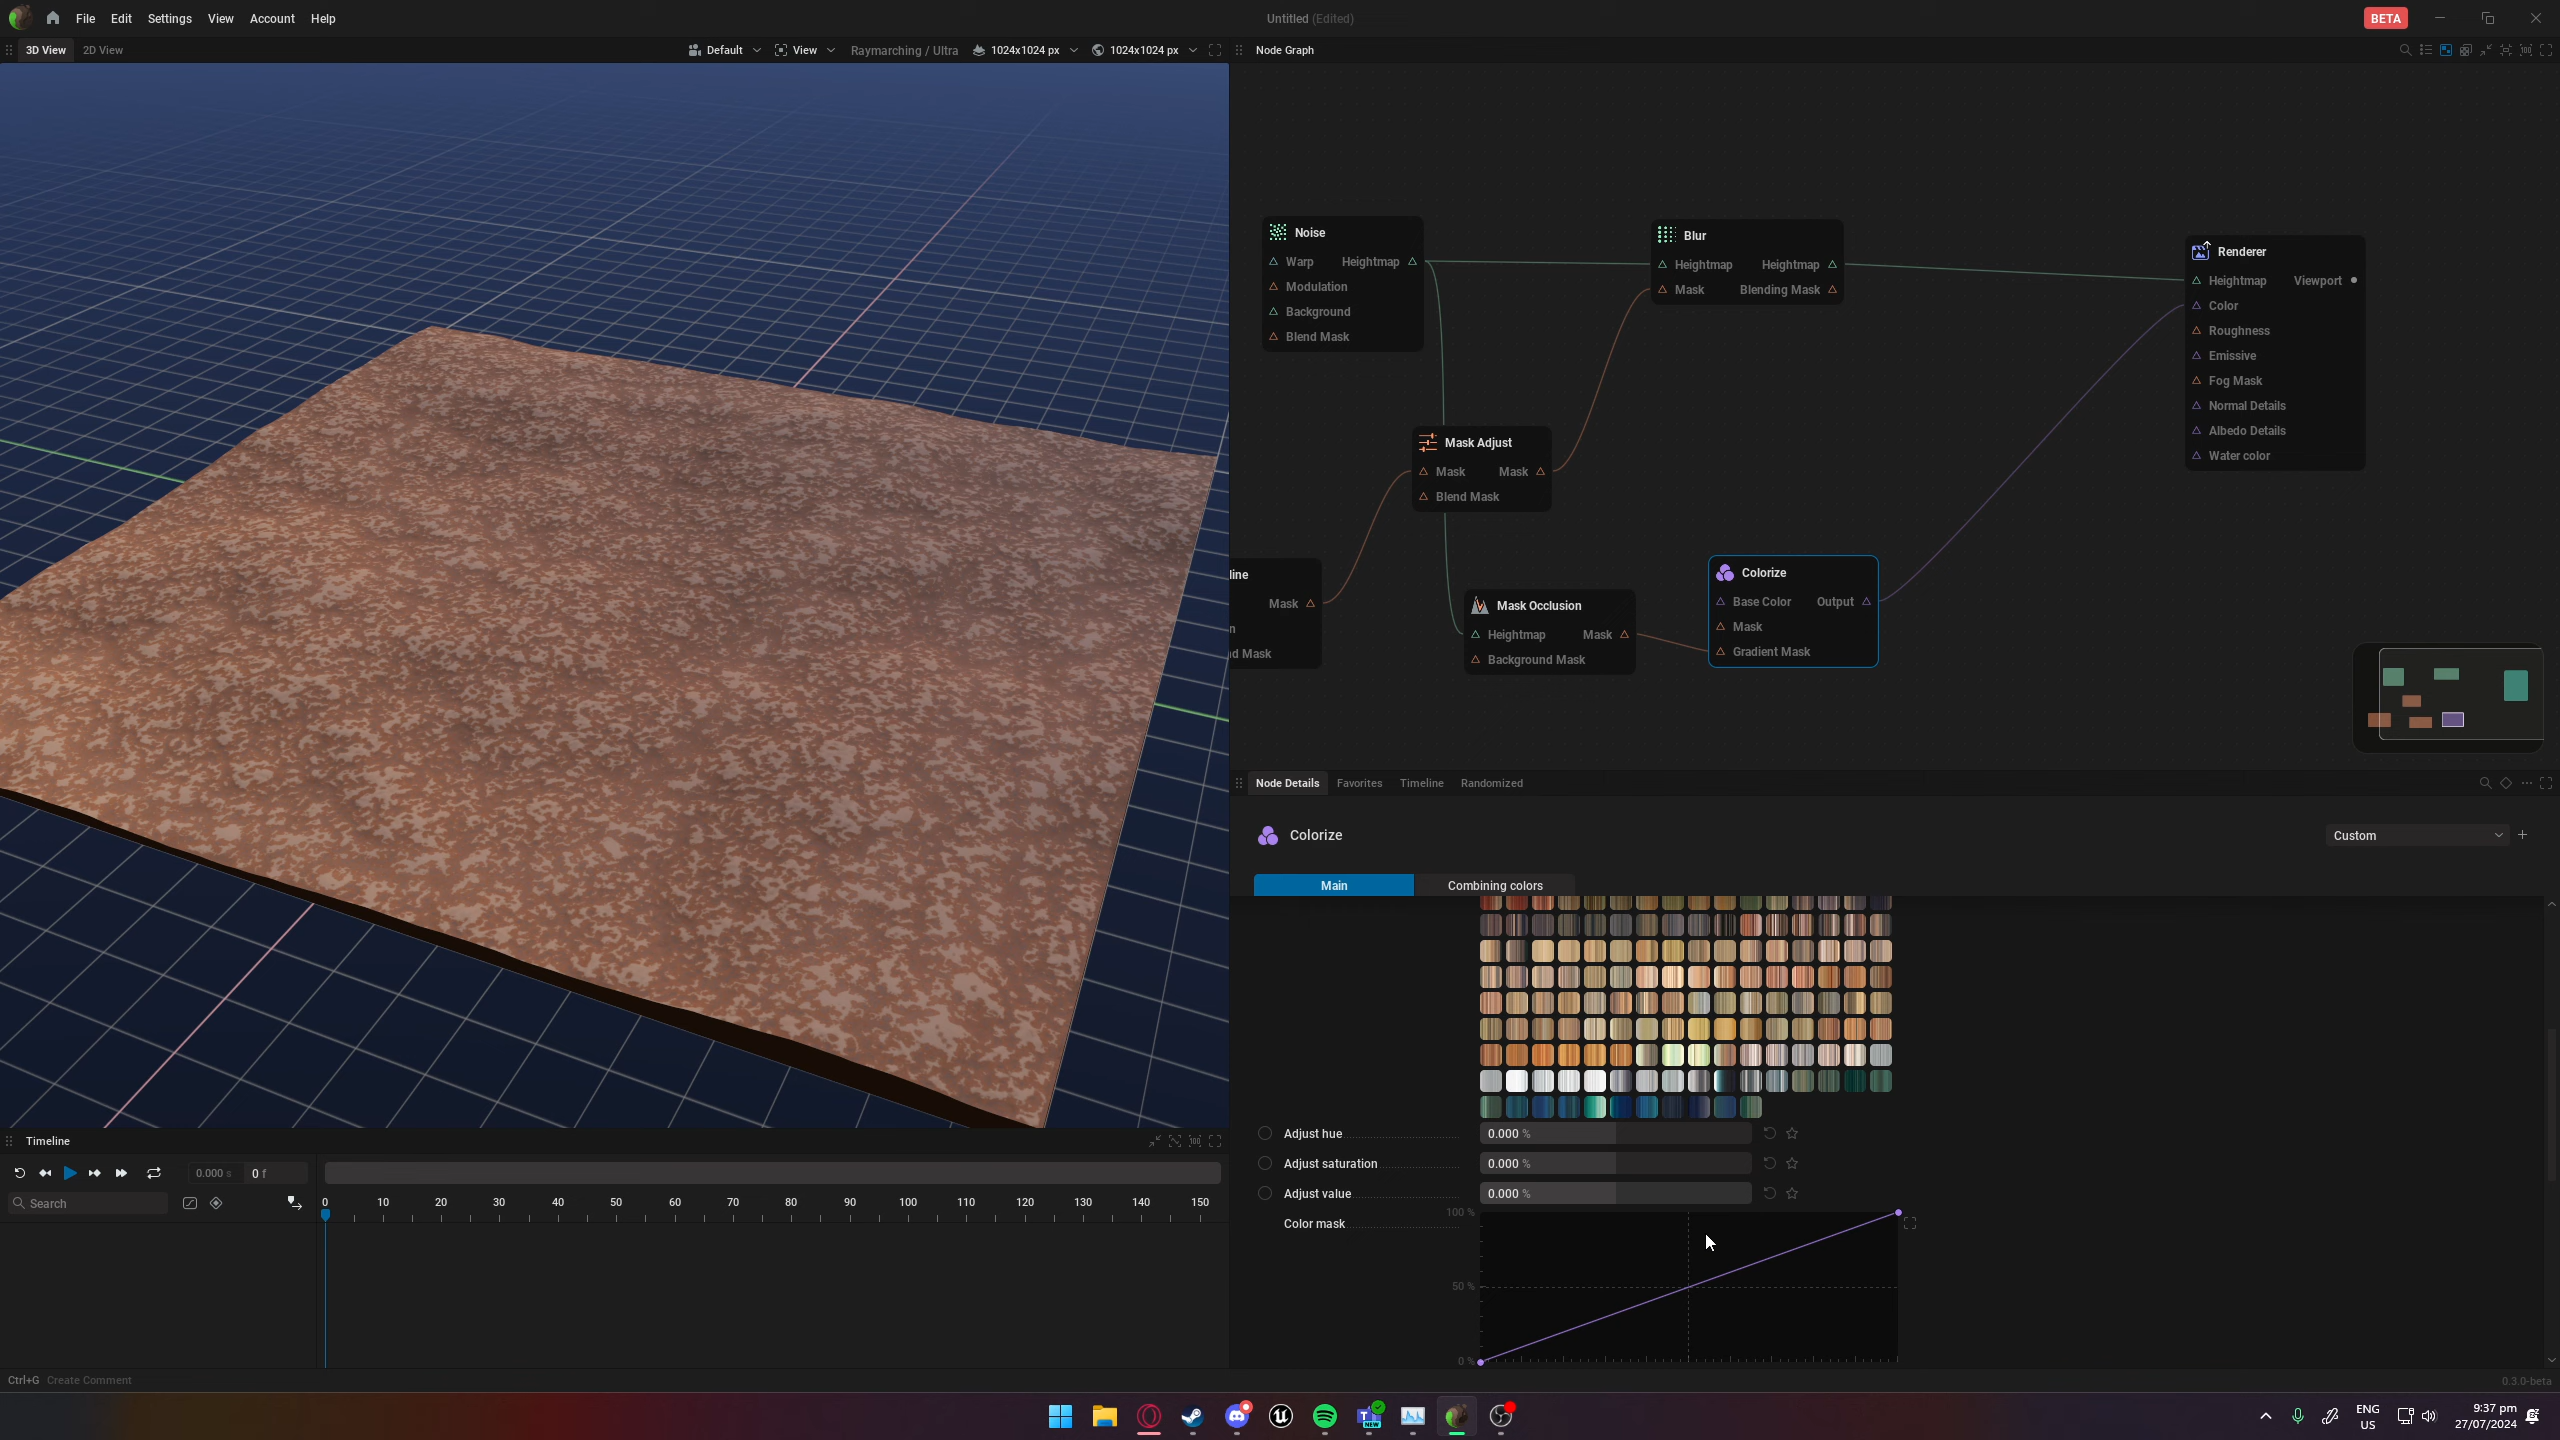 File Edit Settings View Account Help
Untitled (Edited)
BETA
3D View 2D View
Default View Raymarching / Ultra 1024x1024 px 1024x1024 px
Node Graph
Noise
Warp Heightmap
Modulation
Background
Blend Mask
Blur
Heightmap Heightmap
Mask Blending Mask
Renderer
Heightmap Viewport
Color
Roughness
Emissive
Fog Mask
Normal Details
Albedo Details
Water color
Mask Adjust
Mask Mask
Blend Mask
line
Mask
n
d Mask
Mask Occlusion
Heightmap Mask
Background Mask
Colorize
Base Color Output
Mask
Gradient Mask
Node Details Favorites Timeline Randomized
Colorize
Custom
Main Combining colors
Adjust hue 0.000 %
Adjust saturation 0.000 %
Adjust value 0.000 %
Color mask
100 %
50 %
0 %
Timeline
0.000 s 0 f
Search
0 10 20 30 40 50 60 70 80 90 100 110 120 130 140 150
Ctrl+G Create Comment
0.3.0-beta
NEW
ENG
US
9:37 pm
27/07/2024